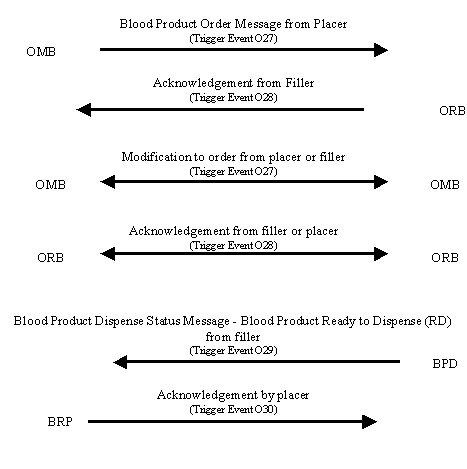 Blood Product Order Message from Placer
(Trigger Event O27)
OMB
Acknowledgement from Filler
(Trigger Event O28)
ORB
Modification to order from placer or filler
(Trigger Event O27)
OMB OMB
Acknowledgement from filler or placer
(Trigger Event O28)
ORB ORB
Blood Product Dispense Status Message - Blood Product Ready to Dispense (RD)
from filler
(Trigger Event O29)
BPD
Acknowledgement by placer
(Trigger Event O30)
BRP